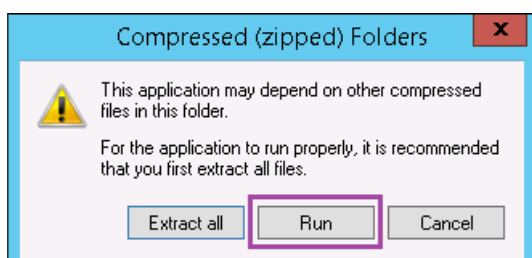 Compressed (zipped) Folders
x
This application may depend on other compressed
files in this folder.
For the application to run properly, it is recommended
that you first extract all files.
Extract all Run Cancel